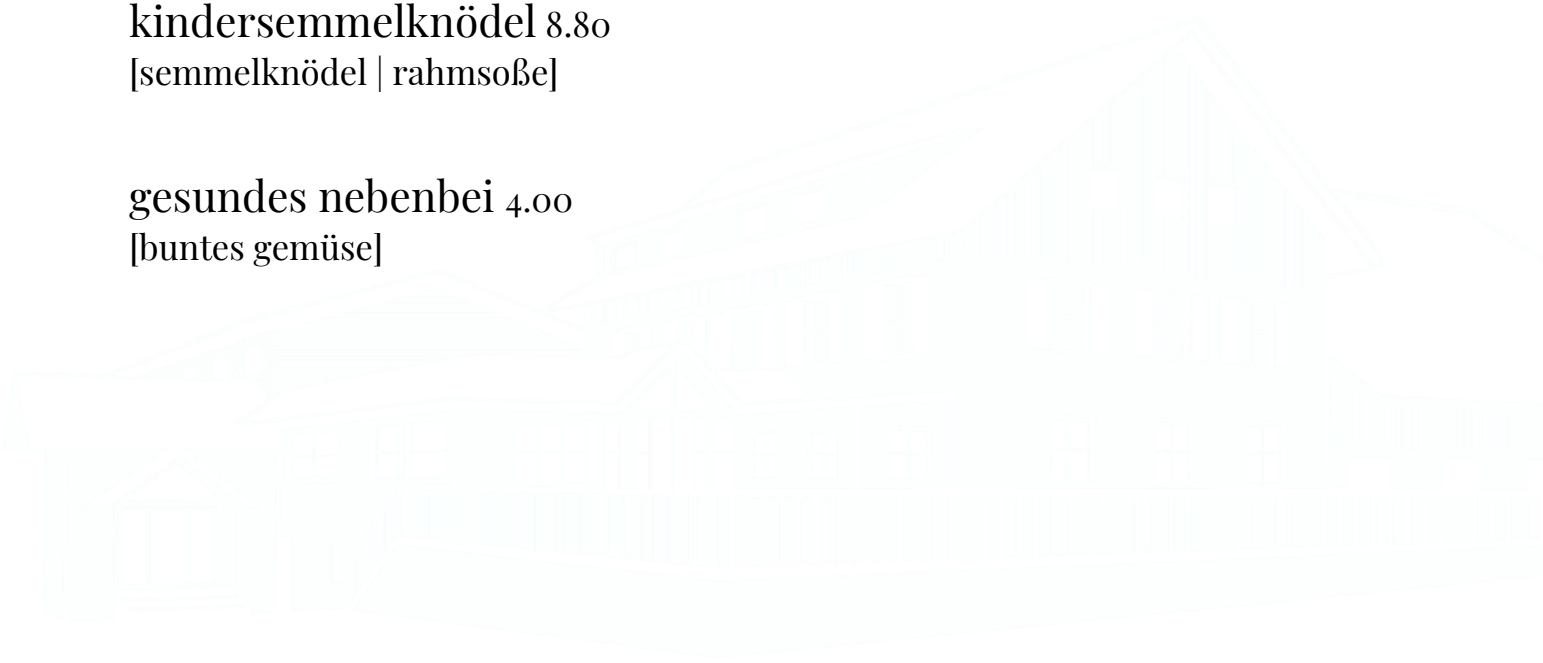 kindersemmelknödel 8.80
[semmelknödel | rahmsoße]
gesundes nebenbei 4.00
[buntes gemüse]